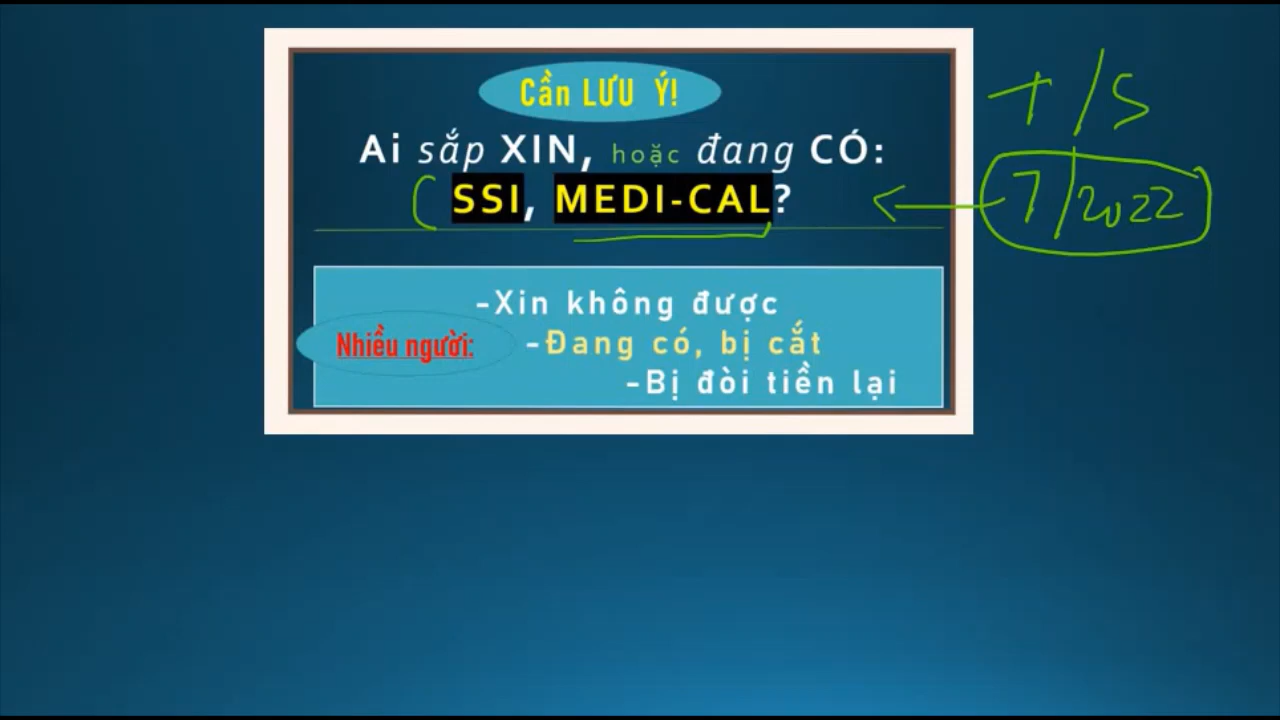 Cần LƯU Ý!
Ai sắp XIN, hoặc đang CÓ:
SSI, MEDI-CAL?
T/S
7/2022
-Xin không được
Nhiều người: -Đang có, bị cắt
-Bị đòi tiền lại